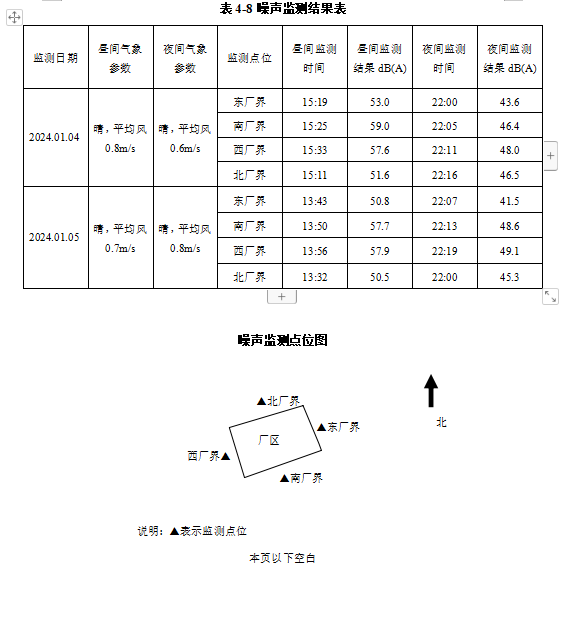 表 4-8 噪声监测结果表
监测日期 昼间气象参数 夜间气象参数 监测点位 昼间监测时间 昼间监测结果 dB(A) 夜间监测时间 夜间监测结果 dB(A)
2024.01.04 晴，平均风0.8m/s 晴，平均风0.6m/s 东厂界 15:19 53.0 22:00 43.6
南厂界 15:25 59.0 22:05 46.4
西厂界 15:33 57.6 22:11 48.0
北厂界 15:11 51.6 22:16 46.5
2024.01.05 晴，平均风0.7m/s 晴，平均风0.8m/s 东厂界 13:43 50.8 22:07 41.5
南厂界 13:50 57.7 22:13 48.6
西厂界 13:56 57.9 22:19 49.1
北厂界 13:32 50.5 22:00 45.3
噪声监测点位图
▲北厂界
北
▲东厂界
厂区
西厂界▲
▲南厂界
说明：▲表示监测点位
本页以下空白